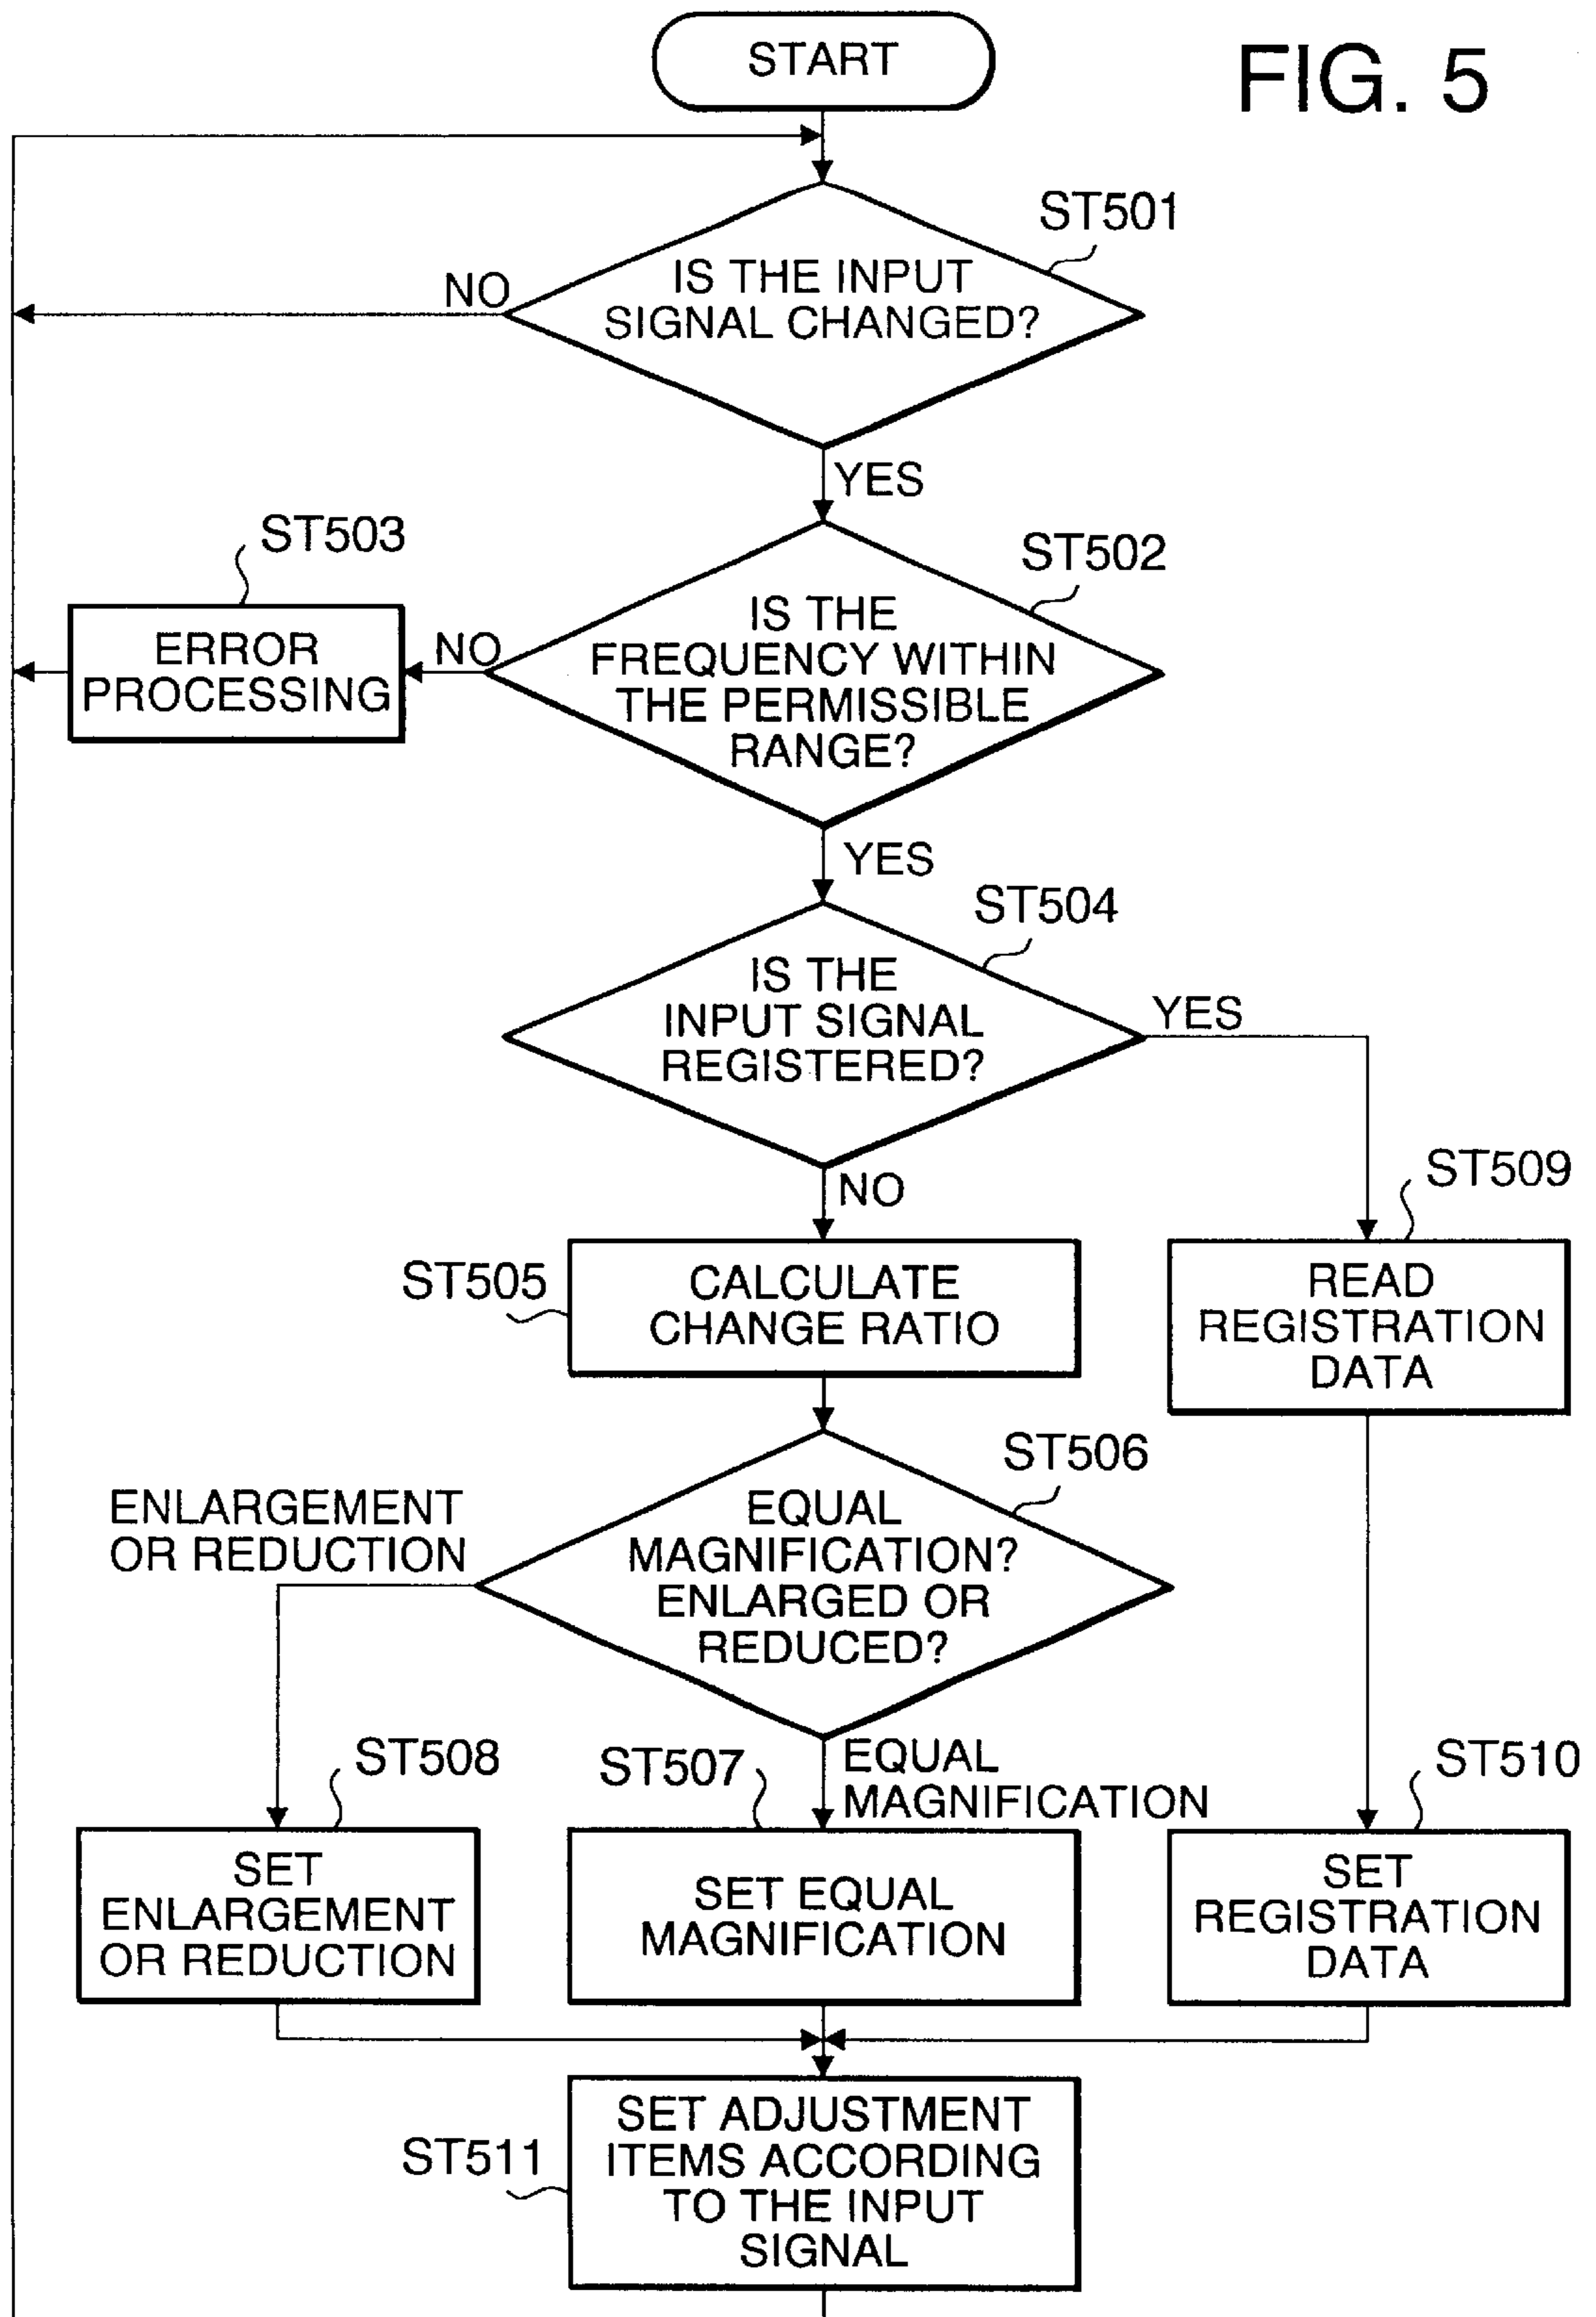 START
FIG. 5
ST501
IS THE INPUT
SIGNAL CHANGED?
NO
YES
ST503
ST502
ERROR
PROCESSING
NO
IS THE
FREQUENCY WITHIN
THE PERMISSIBLE
RANGE?
YES
ST504
IS THE
INPUT SIGNAL
REGISTERED?
YES
NO
ST509
ST505
CALCULATE
CHANGE RATIO
READ
REGISTRATION
DATA
ST506
ENLARGEMENT
OR REDUCTION
EQUAL
MAGNIFICATION?
ENLARGED OR
REDUCED?
ST508
ST507
EQUAL
MAGNIFICATION
ST510
SET
ENLARGEMENT
OR REDUCTION
SET EQUAL
MAGNIFICATION
SET
REGISTRATION
DATA
ST511
SET ADJUSTMENT
ITEMS ACCORDING
TO THE INPUT
SIGNAL